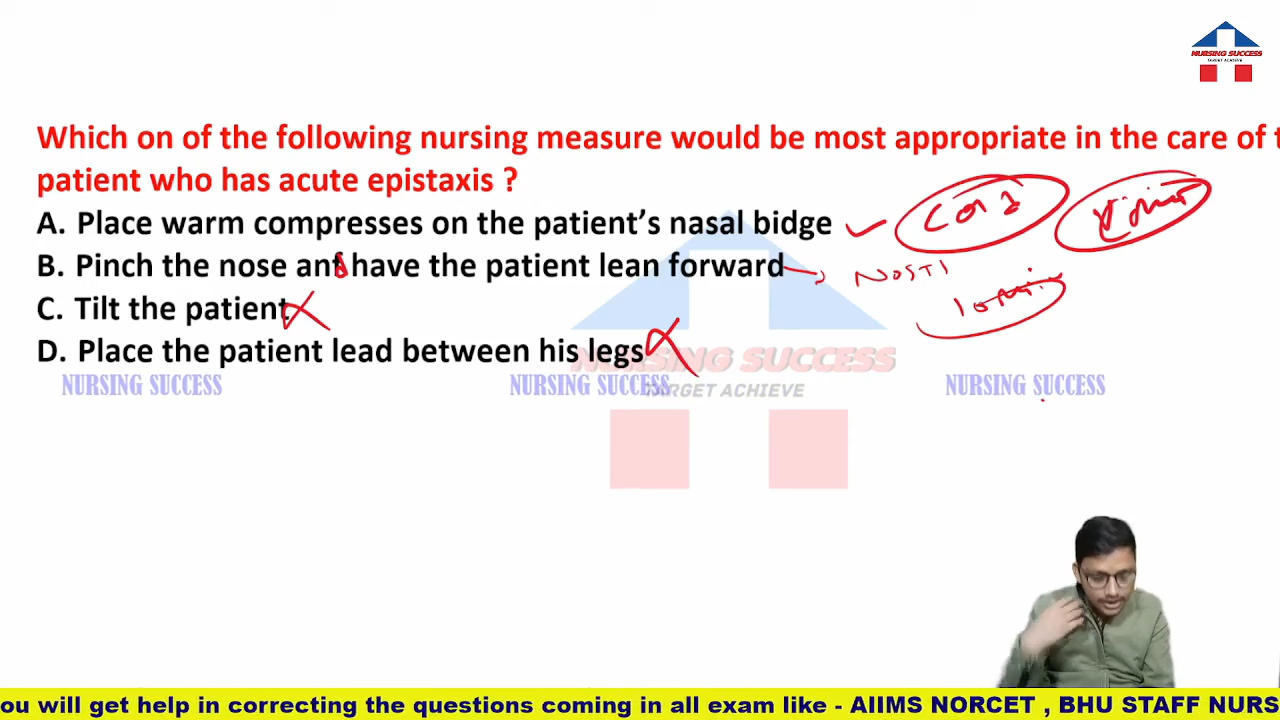 NURSING SUCCESS
TARGET ACHIEVE
Which on of the following nursing measure would be most appropriate in the care of t
patient who has acute epistaxis ?
A. Place warm compresses on the patient’s nasal bidge
B. Pinch the nose and have the patient lean forward
NOSTI
C. Tilt the patient
D. Place the patient lead between his legs
NURSING SUCCESS
TARGET ACHIEVE
NURSING SUCCESS
NURSING SUCCESS
NURSING SUCCESS
ou will get help in correcting the questions coming in all exam like - AIIMS NORCET , BHU STAFF NURS